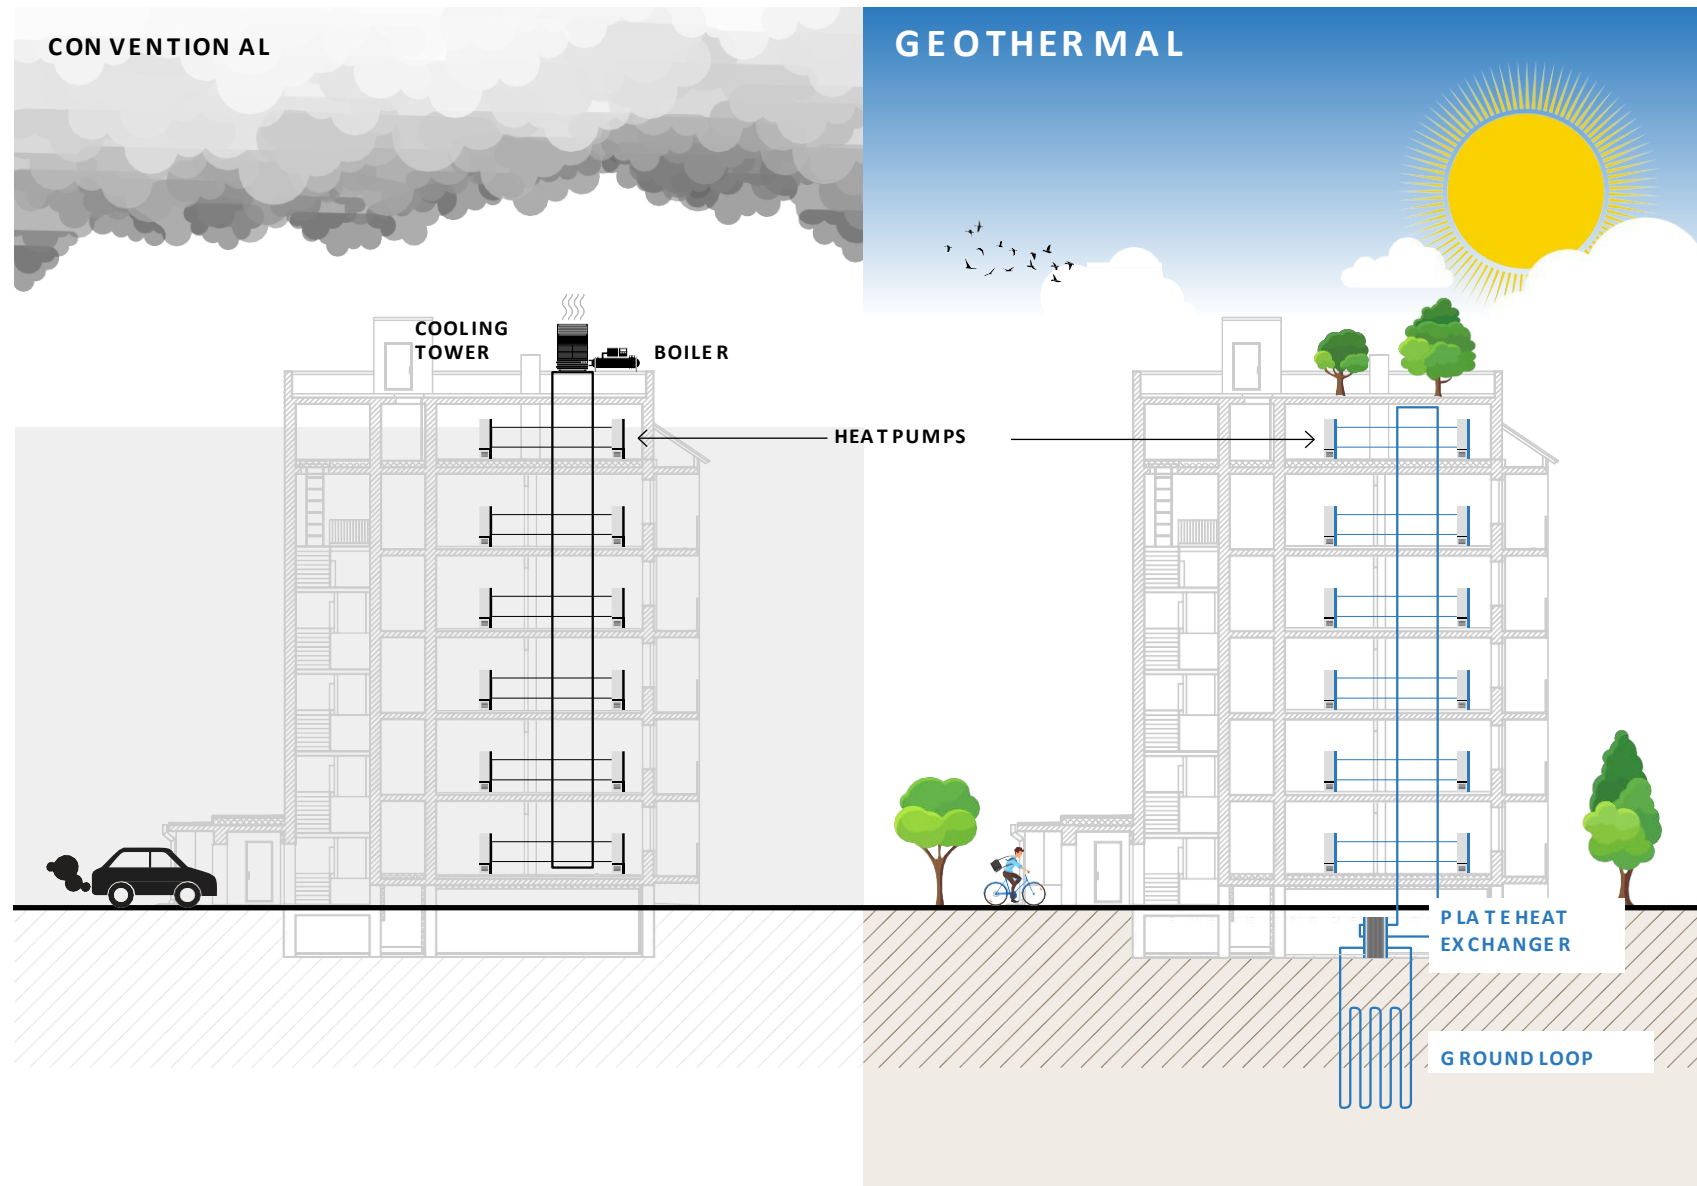 CONVENTIONAL
GEOTHERMAL
COOLING
TOWER
BOILER
HEAT PUMPS
PLATE HEAT
EXCHANGER
GROUND LOOP